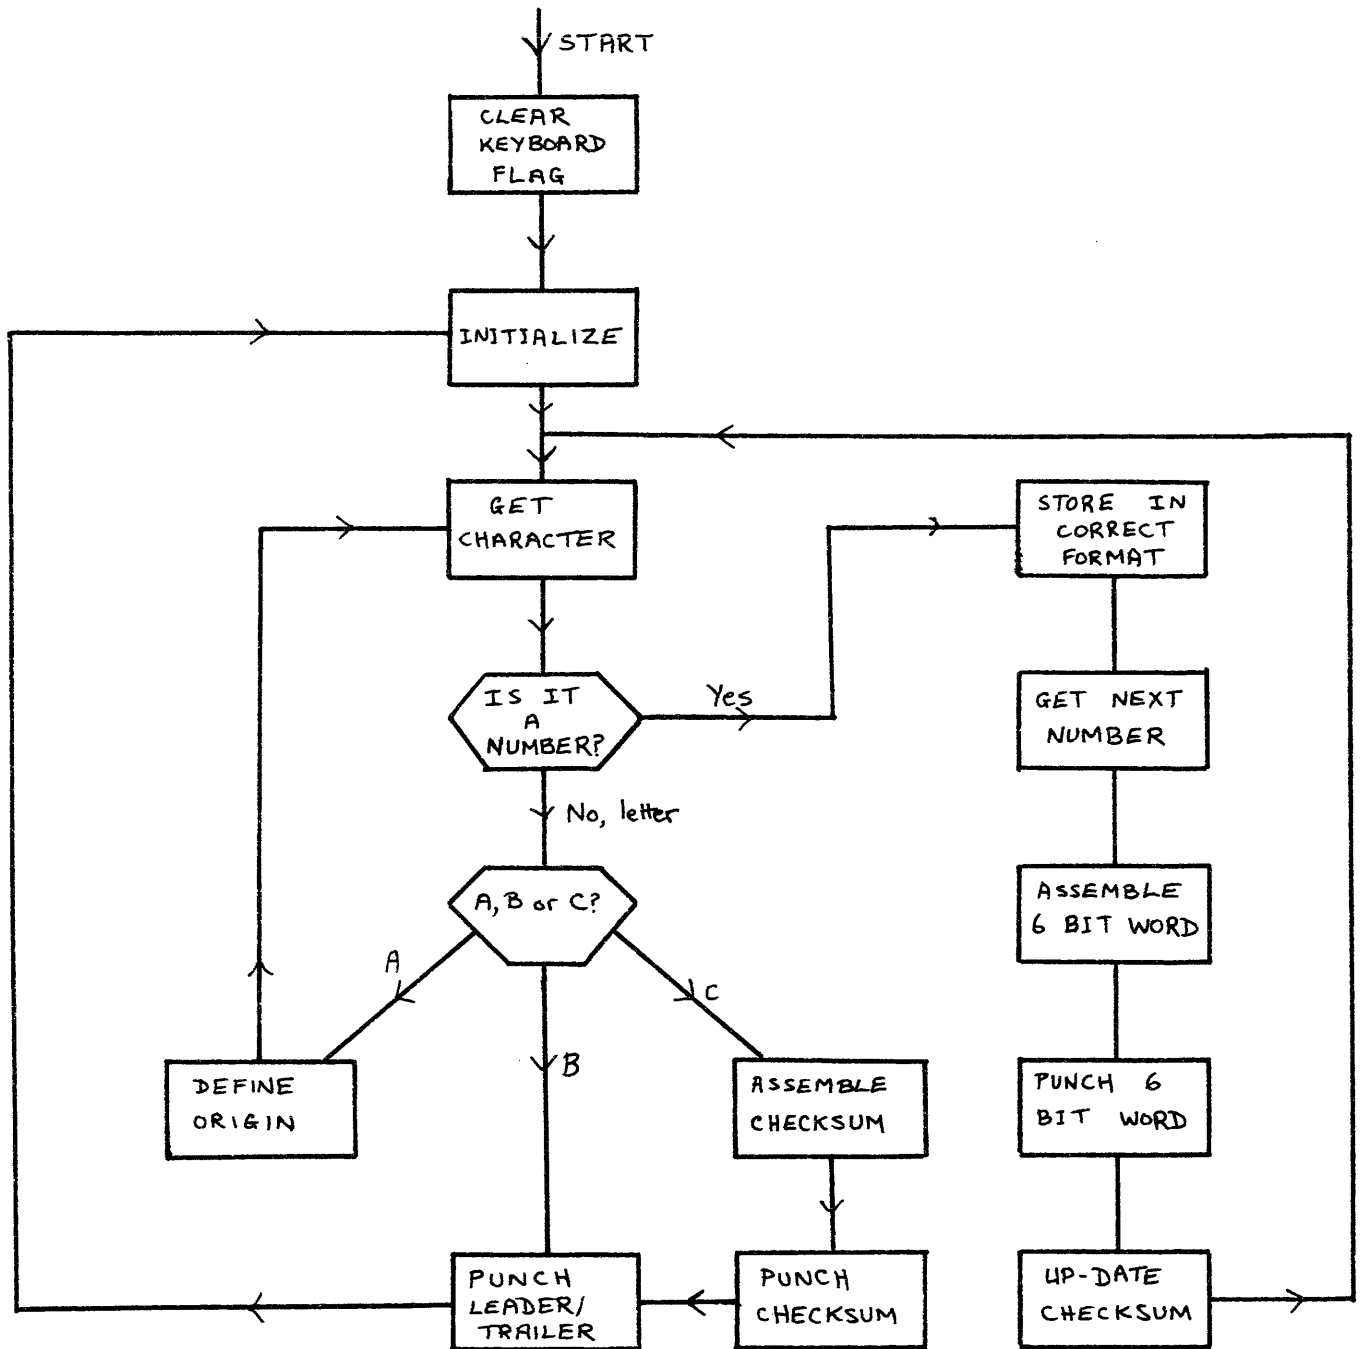 START
CLEAR
KEYBOARD
FLAG
INITIALIZE
GET
CHARACTER
STORE IN
CORRECT
FORMAT
IS IT
A
NUMBER?
Yes
GET NEXT
NUMBER
No, letter
A, B or C?
ASSEMBLE
6 BIT WORD
A
C
B
DEFINE
ORIGIN
ASSEMBLE
CHECKSUM
PUNCH 6
BIT WORD
PUNCH
LEADER/
TRAILER
PUNCH
CHECKSUM
UP-DATE
CHECKSUM